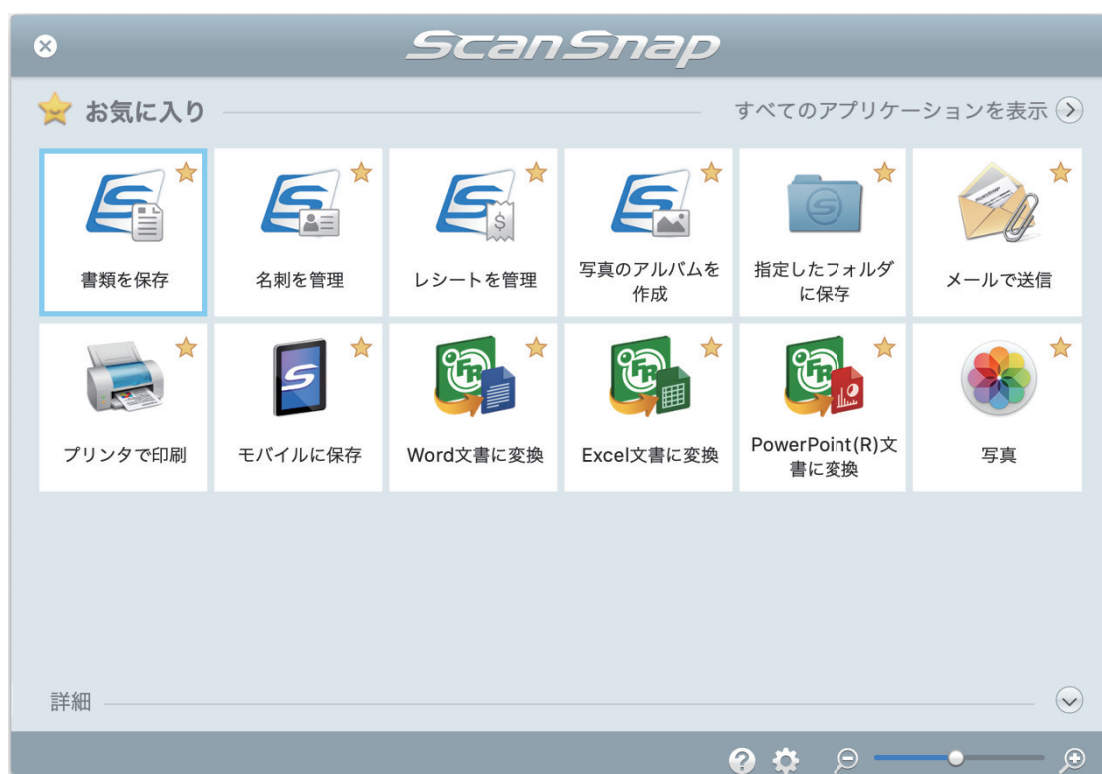 ScanSnap
お気に入り
すべてのアプリケーションを表示
書類を保存
名刺を管理
レシートを管理
写真のアルバムを
作成
指定したフォルダ
に保存
メールで送信
プリンタで印刷
モバイルに保存
Word文書に変換
Excel文書に変換
PowerPoint(R)文
書に変換
写真
詳細